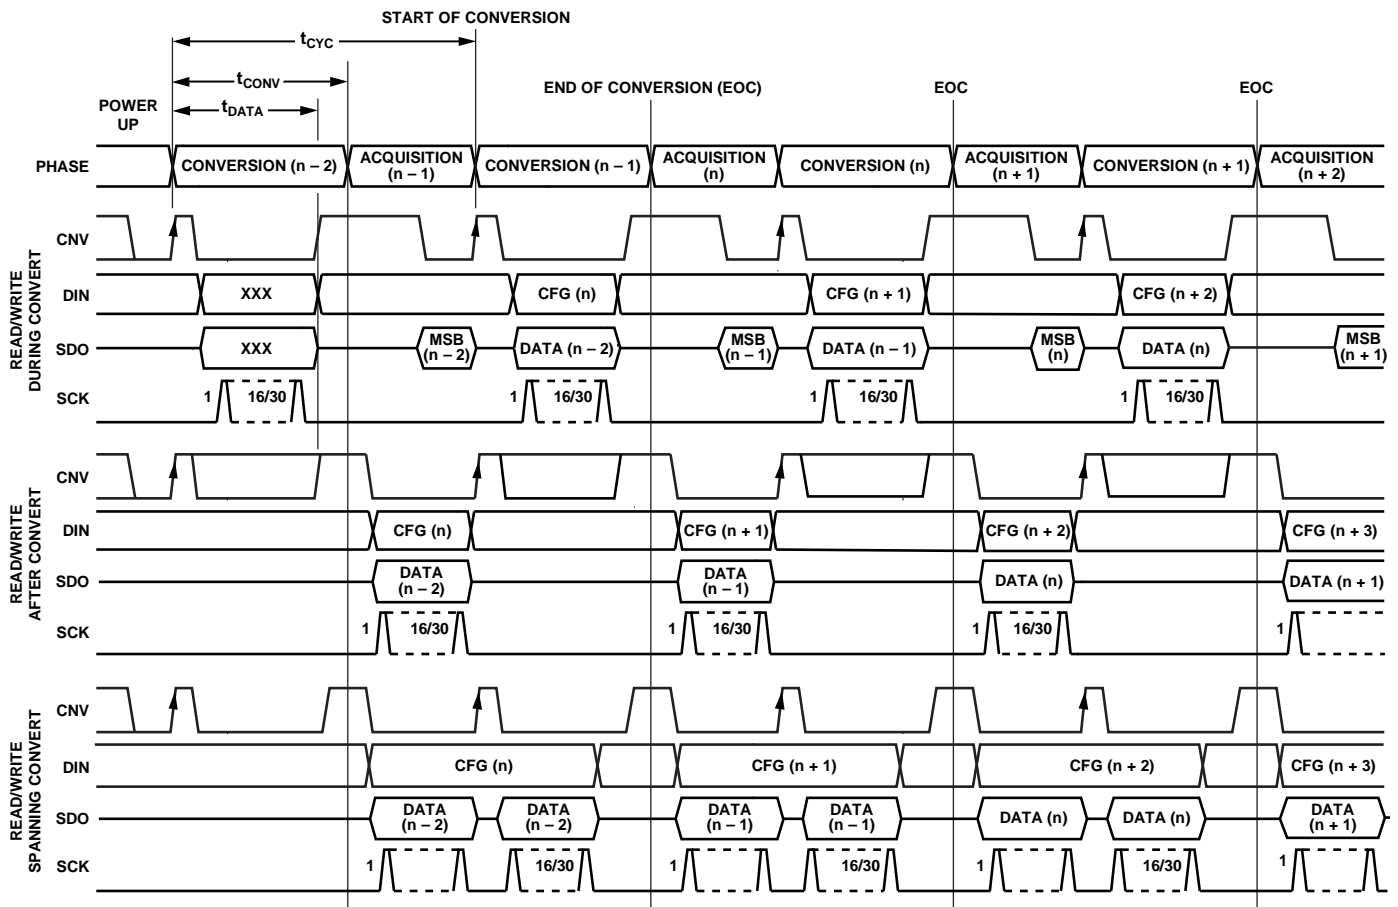 START OF CONVERSION
tCYC
tCONV
END OF CONVERSION (EOC)
EOC
EOC
POWER
UP
tDATA
PHASE
CONVERSION (n – 2)
ACQUISITION
(n – 1)
CONVERSION (n – 1)
ACQUISITION
(n)
CONVERSION (n)
ACQUISITION
(n + 1)
CONVERSION (n + 1)
ACQUISITION
(n + 2)
READ/WRITE
DURING CONVERT
CNV
DIN
XXX
CFG (n)
CFG (n + 1)
CFG (n + 2)
SDO
XXX
MSB
(n – 2)
DATA (n – 2)
MSB
(n – 1)
DATA (n – 1)
MSB
(n)
DATA (n)
MSB
(n + 1)
SCK
1
16/30
1
16/30
1
16/30
1
16/30
READ/WRITE
AFTER CONVERT
CNV
DIN
CFG (n)
CFG (n + 1)
CFG (n + 2)
CFG (n + 3)
SDO
DATA
(n – 2)
DATA
(n – 1)
DATA (n)
DATA (n + 1)
SCK
1
16/30
1
16/30
1
16/30
1
READ/WRITE
SPANNING CONVERT
CNV
DIN
CFG (n)
CFG (n + 1)
CFG (n + 2)
CFG (n + 3)
SDO
DATA
(n – 2)
DATA
(n – 2)
DATA
(n – 1)
DATA
(n – 1)
DATA (n)
DATA (n)
DATA
(n + 1)
SCK
1
16/30
1
16/30
1
16/30
1